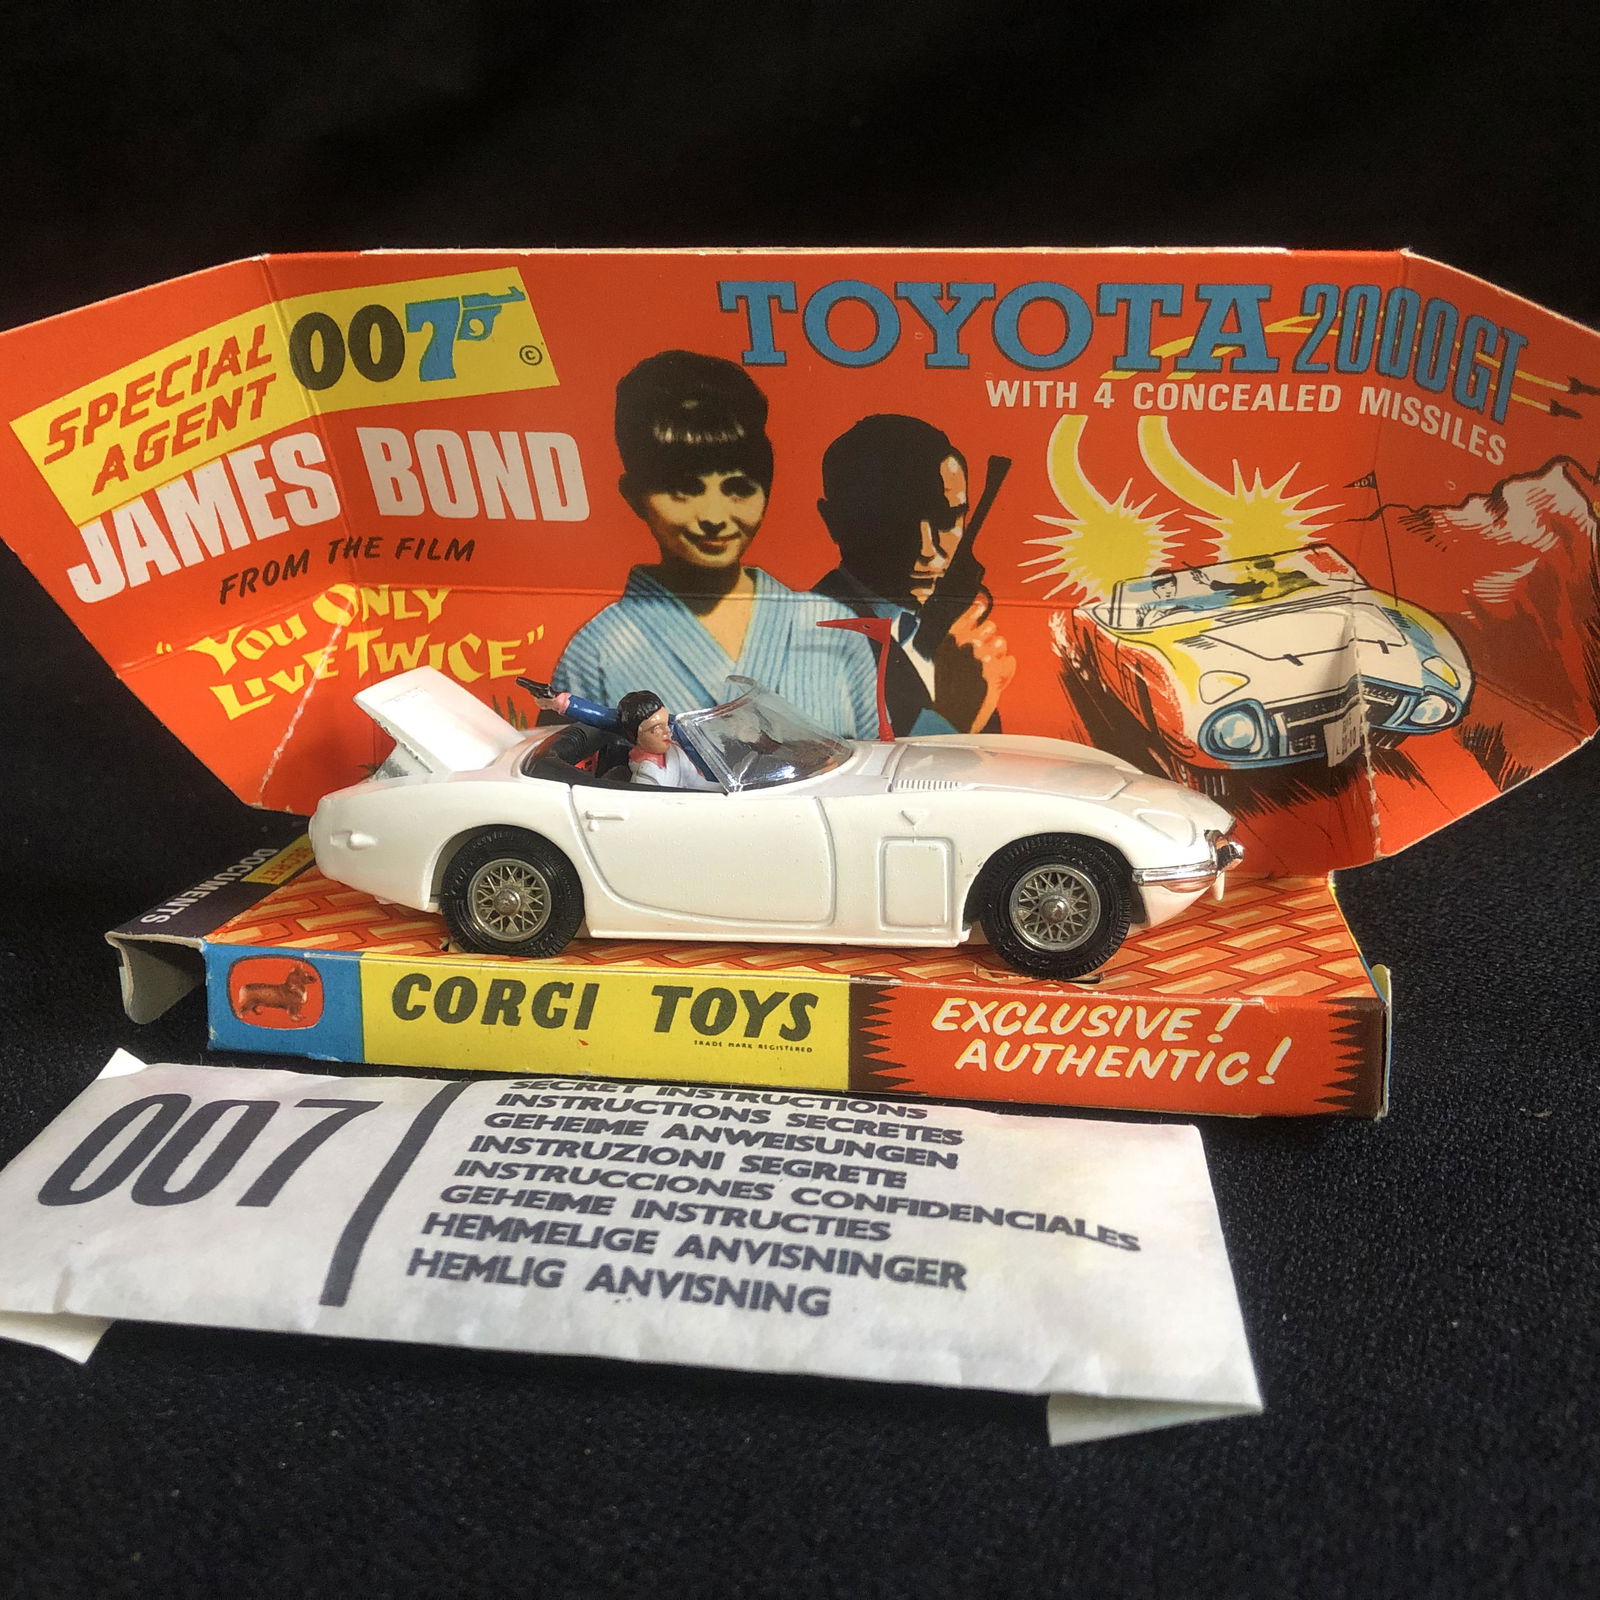 SPECIAL
AGENT
007 ©
JAMES BOND
FROM THE FILM
"YOU ONLY
LIVE TWICE"
TOYOTA 2000GT
WITH 4 CONCEALED MISSILES
SECRET
DOCUMENTS
CORGI TOYS
TRADE MARK REGISTERED
EXCLUSIVE!
AUTHENTIC!
007
SECRET INSTRUCTIONS
INSTRUCTIONS SECRETES
GEHEIME ANWEISUNGEN
INSTRUZIONI SEGRETE
INSTRUCCIONES CONFIDENCIALES
GEHEIME INSTRUCTIES
HEMMELIGE ANVISNINGER
HEMLIG ANVISNING